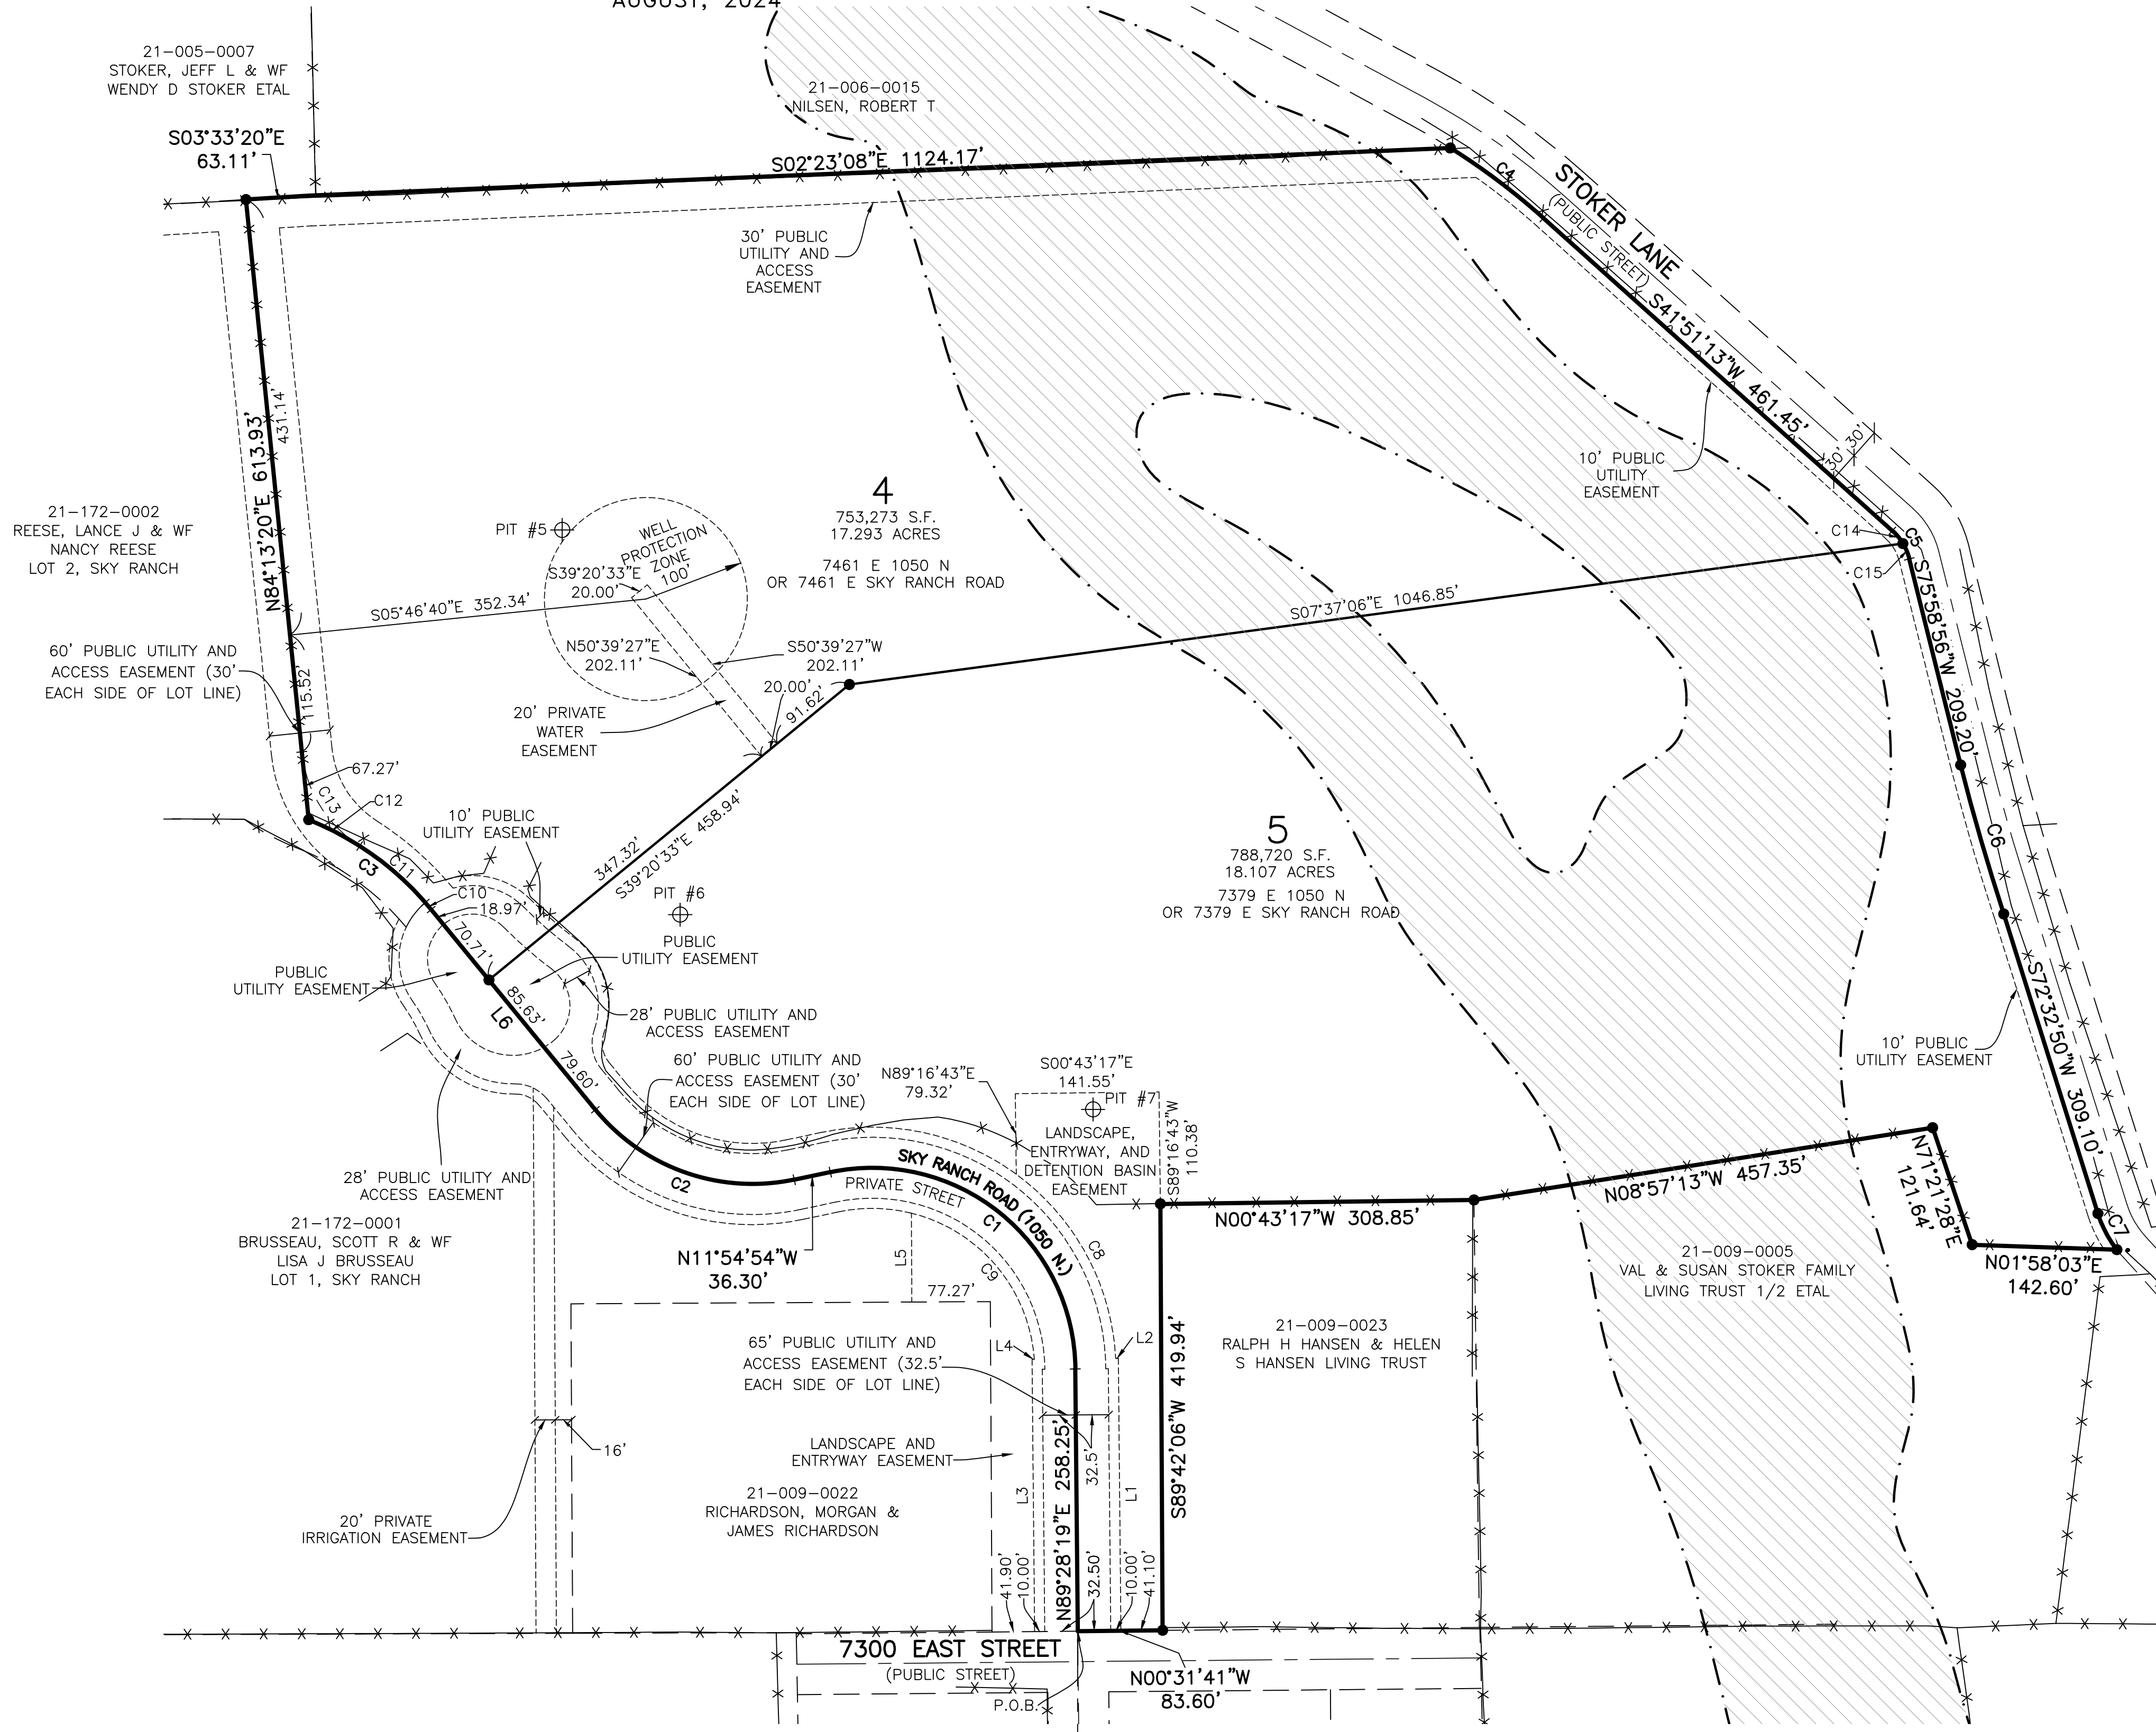 AUGUST, 2024
21-005-0007
STOKER, JEFF L & WF
WENDY D STOKER ETAL
21-006-0015
NILSEN, ROBERT T
S03°33'20"E
63.11'
S02°23'08"E 1124.17'
C4
STOKER LANE
(PUBLIC STREET)
S41°51'13"W 461.45'
30' PUBLIC
UTILITY AND
ACCESS
EASEMENT
N84°13'20"E 613.93'
431.14'
115.52'
10' PUBLIC
UTILITY
EASEMENT
30'
30'
21-172-0002
REESE, LANCE J & WF
NANCY REESE
LOT 2, SKY RANCH
PIT #5
WELL
PROTECTION
ZONE
100'
4
753,273 S.F.
17.293 ACRES
7461 E 1050 N
OR 7461 E SKY RANCH ROAD
C14
C5
C15
S39°20'33"E
20.00'
S05°46'40"E 352.34'
S07°37'06"E 1046.85'
S75°58'56"W 209.20'
N50°39'27"E
202.11'
S50°39'27"W
202.11'
20.00'
91.62'
60' PUBLIC UTILITY AND
ACCESS EASEMENT (30'
EACH SIDE OF LOT LINE)
20' PRIVATE
WATER
EASEMENT
67.27'
C13
C12
10' PUBLIC
UTILITY EASEMENT
C3
C11
C10
18.97'
70.71'
347.32'
S39°20'33"E 458.94'
PIT #6
PUBLIC
UTILITY EASEMENT
5
788,720 S.F.
18.107 ACRES
7379 E 1050 N
OR 7379 E SKY RANCH ROAD
C6
PUBLIC
UTILITY EASEMENT
85.63'
L6
79.60'
28' PUBLIC UTILITY AND
ACCESS EASEMENT
60' PUBLIC UTILITY AND
ACCESS EASEMENT (30'
EACH SIDE OF LOT LINE)
N89°16'43"E
79.32'
S00°43'17"E
141.55'
PIT #7
S89°16'43"W
110.38'
LANDSCAPE,
ENTRYWAY, AND
DETENTION BASIN
EASEMENT
10' PUBLIC
UTILITY EASEMENT
S72°32'50"W 309.10'
N71°21'28"E
121.64'
C7
28' PUBLIC UTILITY AND
ACCESS EASEMENT
C2
SKY RANCH ROAD (1050 N.)
PRIVATE STREET
C1
C8
C9
N00°43'17"W 308.85'
N08°57'13"W 457.35'
N01°58'03"E
142.60'
21-172-0001
BRUSSEAU, SCOTT R & WF
LISA J BRUSSEAU
LOT 1, SKY RANCH
N11°54'54"W
36.30'
L5
77.27'
21-009-0005
VAL & SUSAN STOKER FAMILY
LIVING TRUST 1/2 ETAL
65' PUBLIC UTILITY AND
ACCESS EASEMENT (32.5'
EACH SIDE OF LOT LINE)
L4
L2
S89°42'06"W 419.94'
21-009-0023
RALPH H HANSEN & HELEN
S HANSEN LIVING TRUST
16'
LANDSCAPE AND
ENTRYWAY EASEMENT
32.5'
L3
L1
N89°28'19"E 258.25'
20' PRIVATE
IRRIGATION EASEMENT
21-009-0022
RICHARDSON, MORGAN &
JAMES RICHARDSON
41.90'
10.00'
32.50'
10.00'
41.10'
7300 EAST STREET
(PUBLIC STREET)
P.O.B.
N00°31'41"W
83.60'